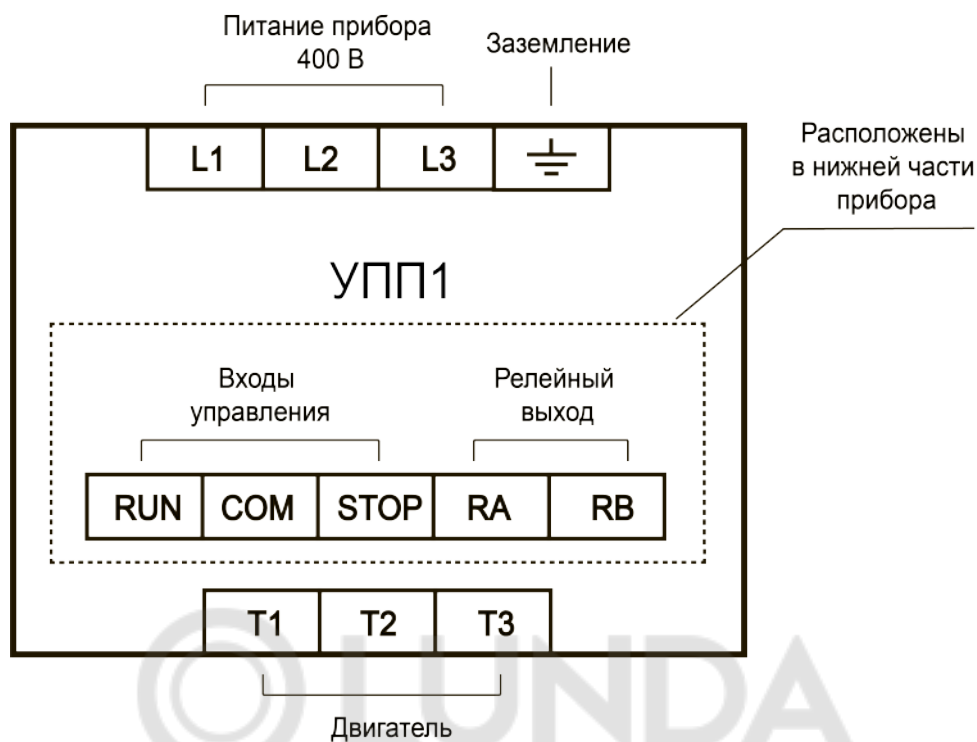 Питание прибора
400 В
Заземление
Расположены
в нижней части
прибора
L1 L2 L3
УПП1
Входы
управления
Релейный
выход
RUN COM STOP RA RB
T1 T2 T3
Двигатель
LUNDA